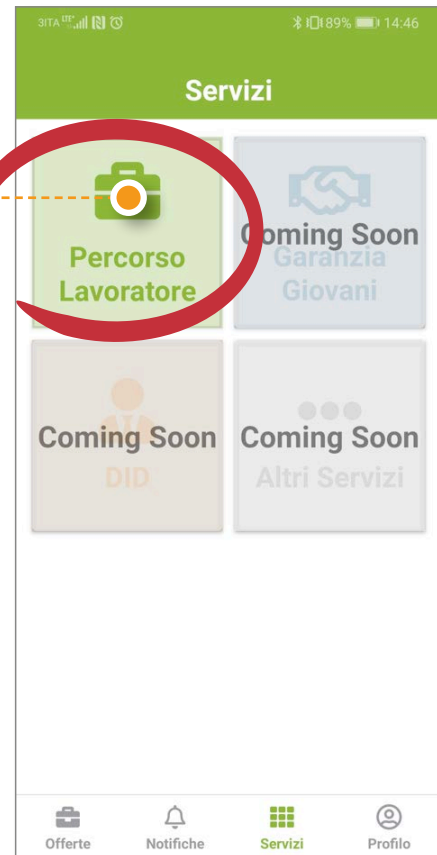 3ITA LTE 89% 14:46
Servizi
Percorso
Lavoratore
Coming Soon
Garanzia
Giovani
Coming Soon
DID
Coming Soon
Altri Servizi
Offerte Notifiche Servizi Profilo